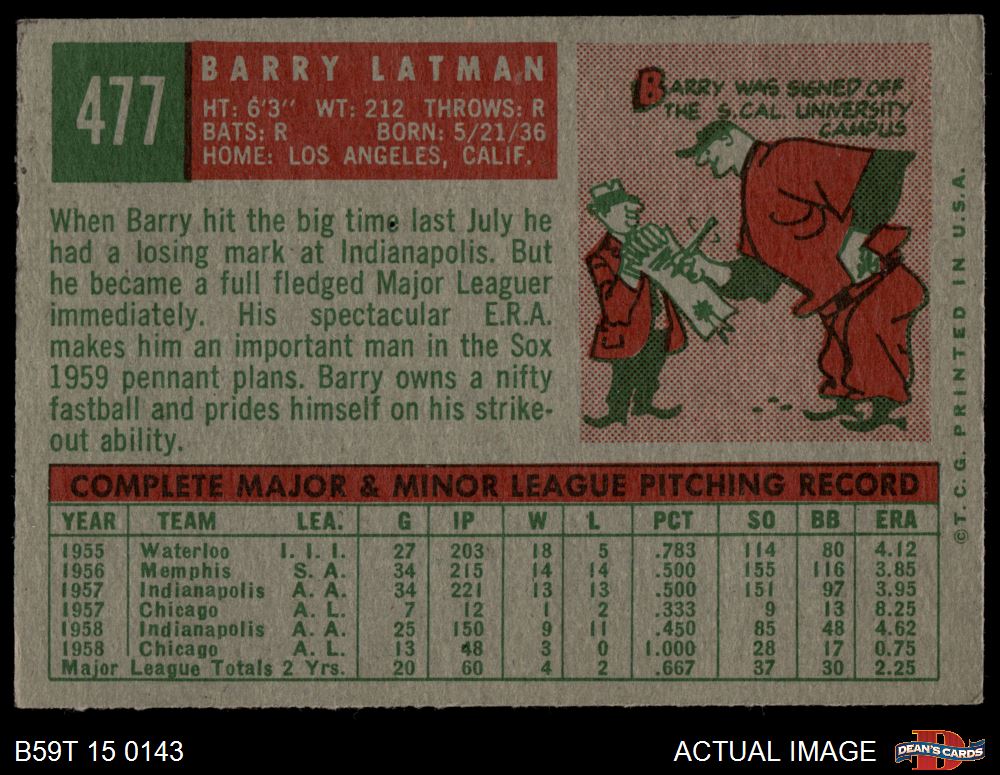 477
BARRY LATMAN
HT: 6'3" WT: 212 THROWS: R
BATS: R BORN: 5/21/36
HOME: LOS ANGELES, CALIF.
BARRY WAS SIGNED OFF
THE S. CAL. UNIVERSITY
CAMPUS
When Barry hit the big time last July he
had a losing mark at Indianapolis. But
he became a full fledged Major Leaguer
immediately. His spectacular E.R.A.
makes him an important man in the Sox
1959 pennant plans. Barry owns a nifty
fastball and prides himself on his strike-
out ability.
©T.C.G. PRINTED IN U.S.A.
COMPLETE MAJOR & MINOR LEAGUE PITCHING RECORD
YEAR TEAM LEA. G IP W L PCT SO BB ERA
1955 Waterloo I. I. I. 27 203 18 5 .783 114 80 4.12
1956 Memphis S. A. 34 215 14 14 .500 155 116 3.85
1957 Indianapolis A. A. 34 221 13 13 .500 151 97 3.95
1957 Chicago A. L. 7 12 1 2 .333 9 13 8.25
1958 Indianapolis A. A. 25 150 9 11 .450 85 48 4.62
1958 Chicago A. L. 13 48 3 0 1.000 28 17 0.75
Major League Totals 2 Yrs. 20 60 4 2 .667 37 30 2.25
B59T 15 0143
ACTUAL IMAGE
DEAN'S CARDS